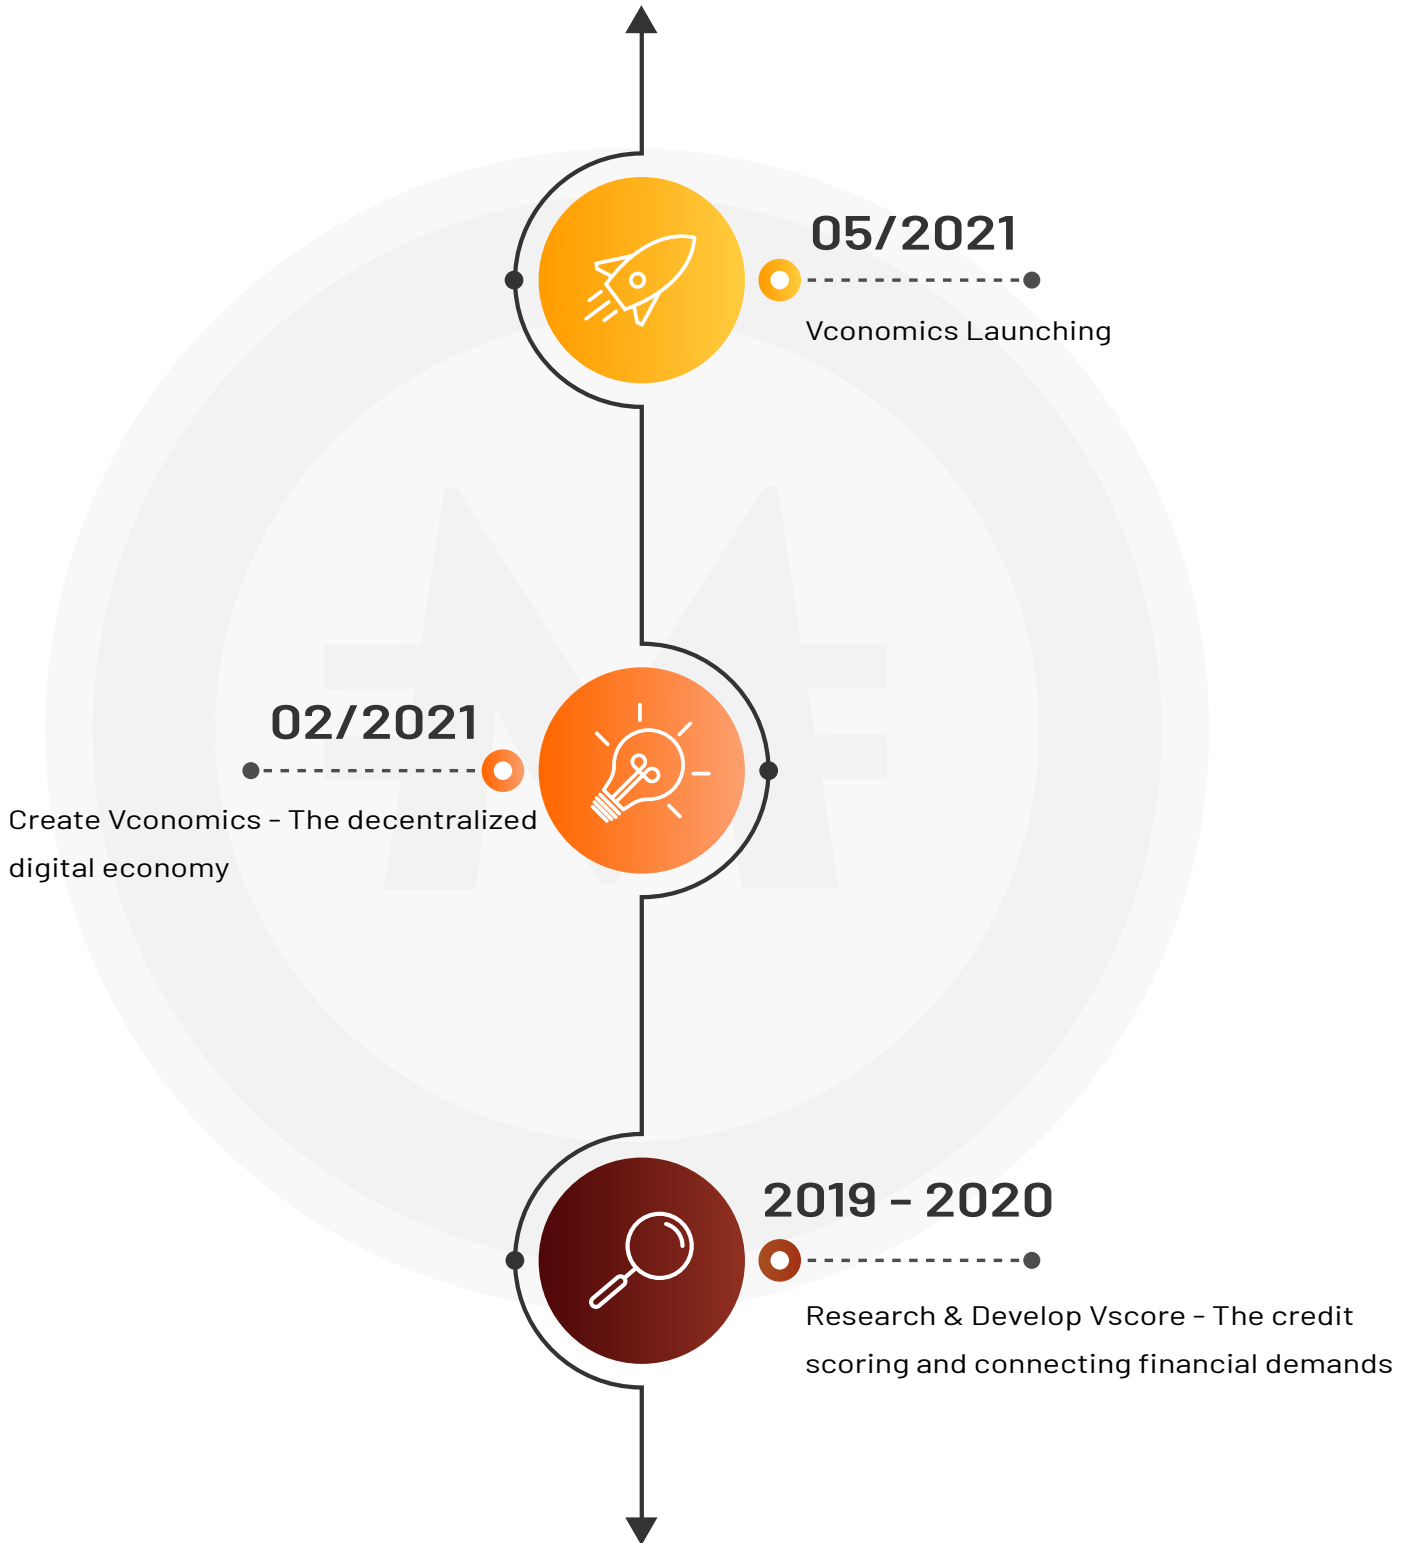 05/2021
Vconomics Launching
02/2021
Create Vconomics - The decentralized
digital economy
2019 - 2020
Research & Develop Vscore - The credit
scoring and connecting financial demands